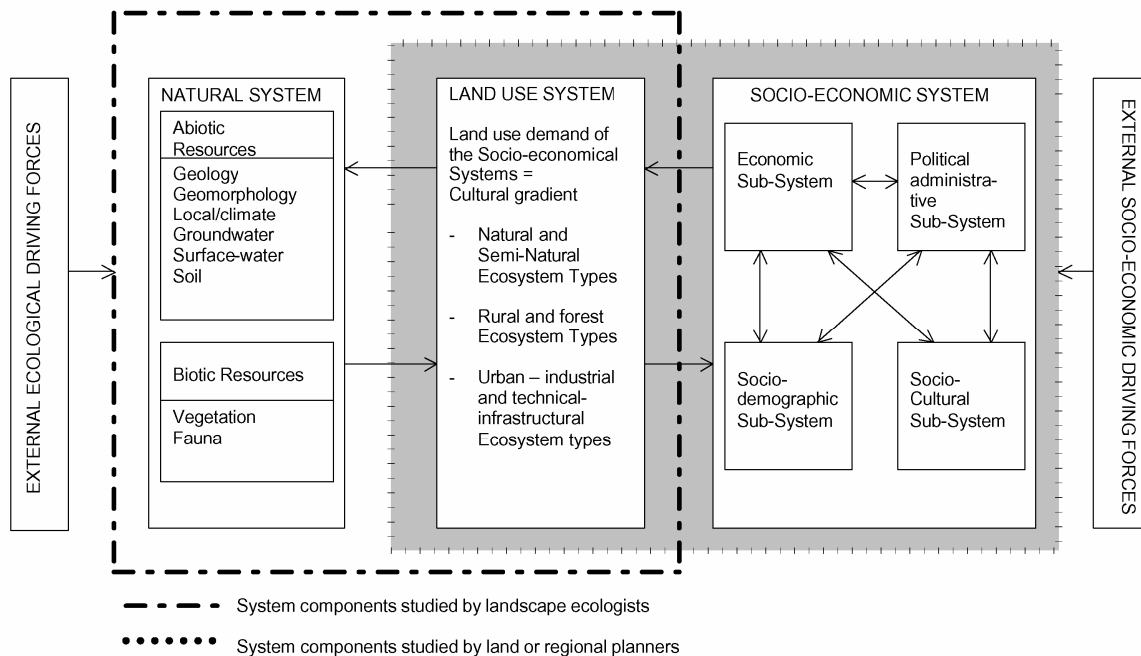 EXTERNAL ECOLOGICAL DRIVING FORCES
NATURAL SYSTEM
Abiotic
Resources
Geology
Geomorphology
Local/climate
Groundwater
Surface-water
Soil
Biotic Resources
Vegetation
Fauna
LAND USE SYSTEM
Land use demand of
the Socio-economical
Systems =
Cultural gradient
- Natural and
Semi-Natural
Ecosystem Types
- Rural and forest
Ecosystem Types
- Urban – industrial
and technical-
infrastructural
Ecosystem types
SOCIO-ECONOMIC SYSTEM
Economic
Sub-System
Political
administra-
tive
Sub-System
Socio-
demographic
Sub-System
Socio-
Cultural
Sub-System
EXTERNAL SOCIO-ECONOMIC DRIVING FORCES
System components studied by landscape ecologists
System components studied by land or regional planners